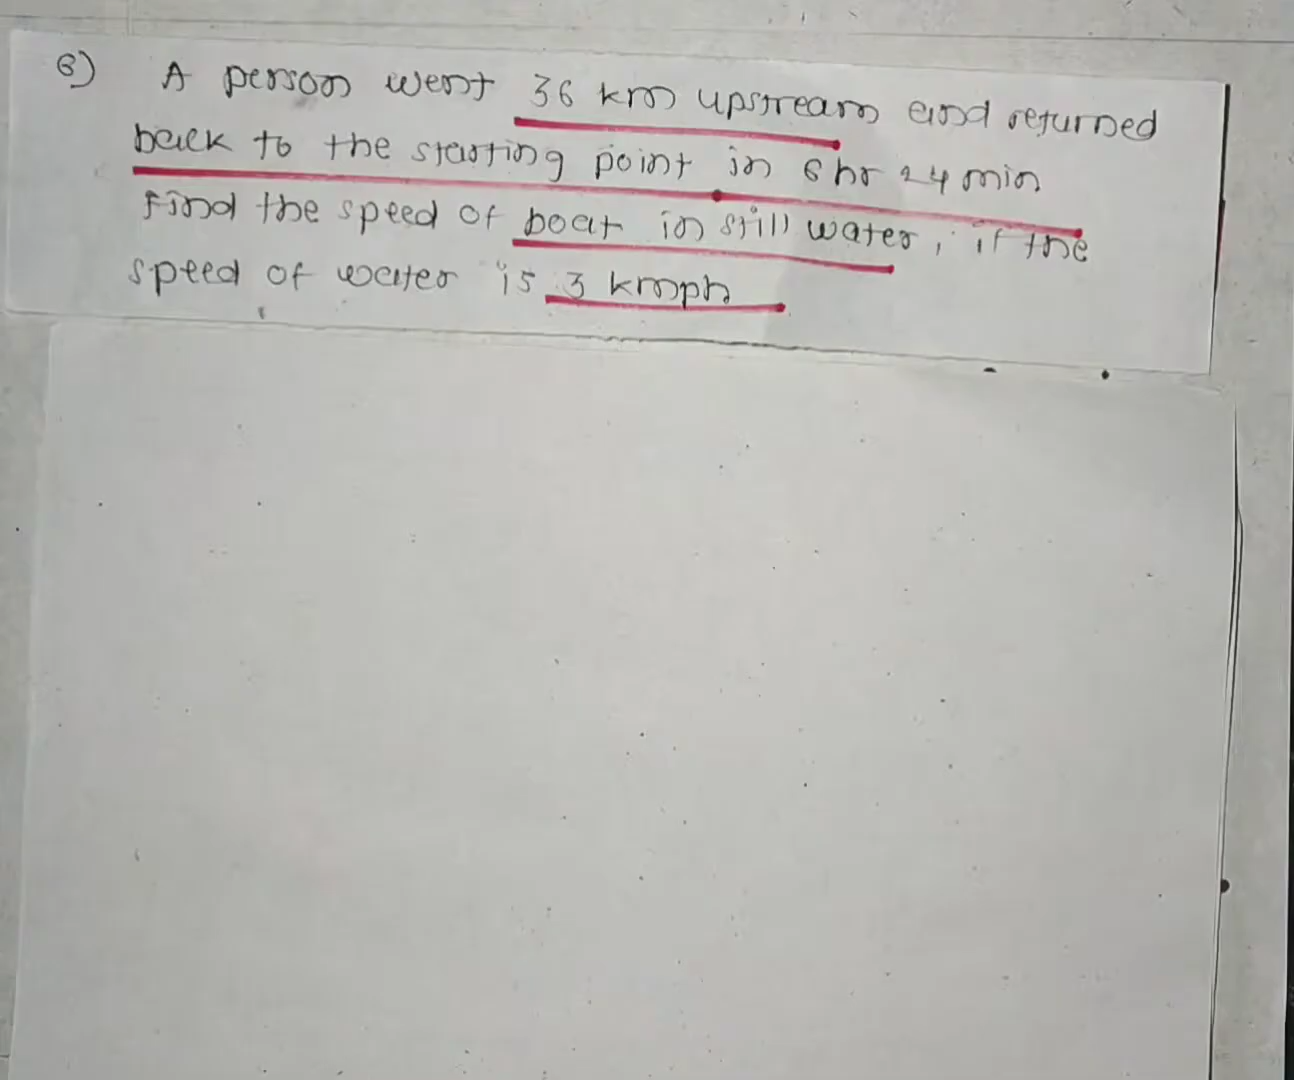 6) A person went 36 km upstream and returned
back to the starting point in 6 hr 24 min
Find the speed of boat in still water, if the
speed of water is 3 kmph